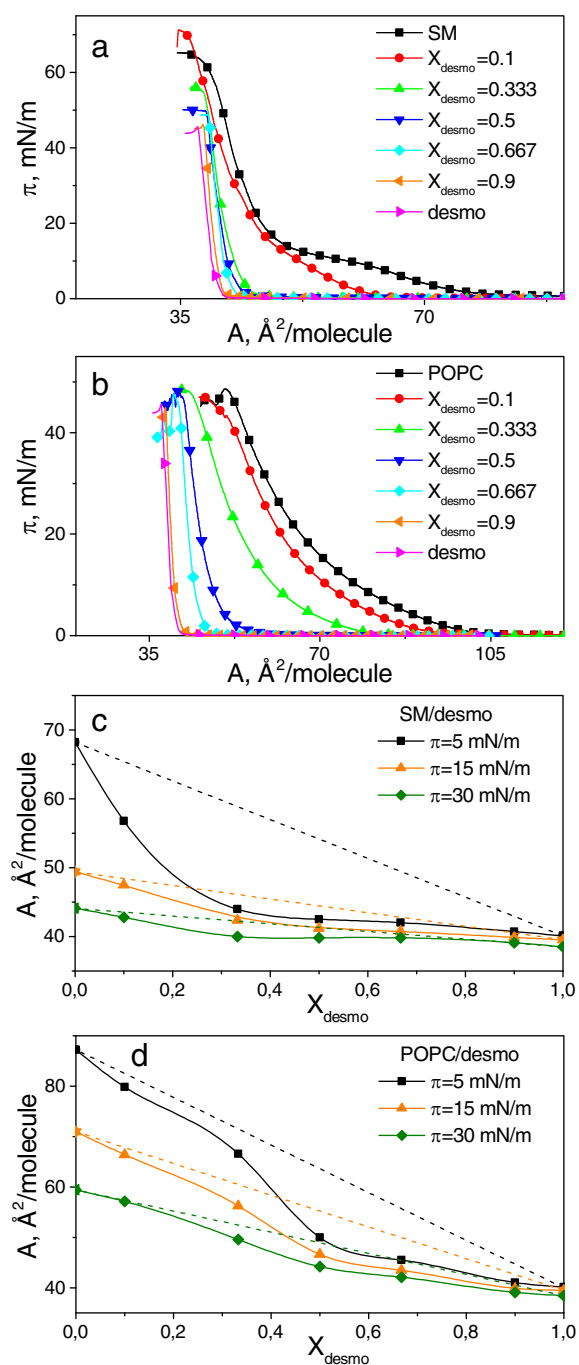 a
SM
X_desmo=0.1
X_desmo=0.333
X_desmo=0.5
X_desmo=0.667
X_desmo=0.9
desmo
π, mN/m
60
40
20
0
35
70
A, Å²/molecule
b
POPC
X_desmo=0.1
X_desmo=0.333
X_desmo=0.5
X_desmo=0.667
X_desmo=0.9
desmo
π, mN/m
40
20
0
35
70
105
A, Å²/molecule
c
SM/desmo
π=5 mN/m
π=15 mN/m
π=30 mN/m
A, Å²/molecule
70
60
50
40
0,0
0,2
0,4
0,6
0,8
1,0
X_desmo
d
POPC/desmo
π=5 mN/m
π=15 mN/m
π=30 mN/m
A, Å²/molecule
80
60
40
0,0
0,2
0,4
0,6
0,8
1,0
X_desmo